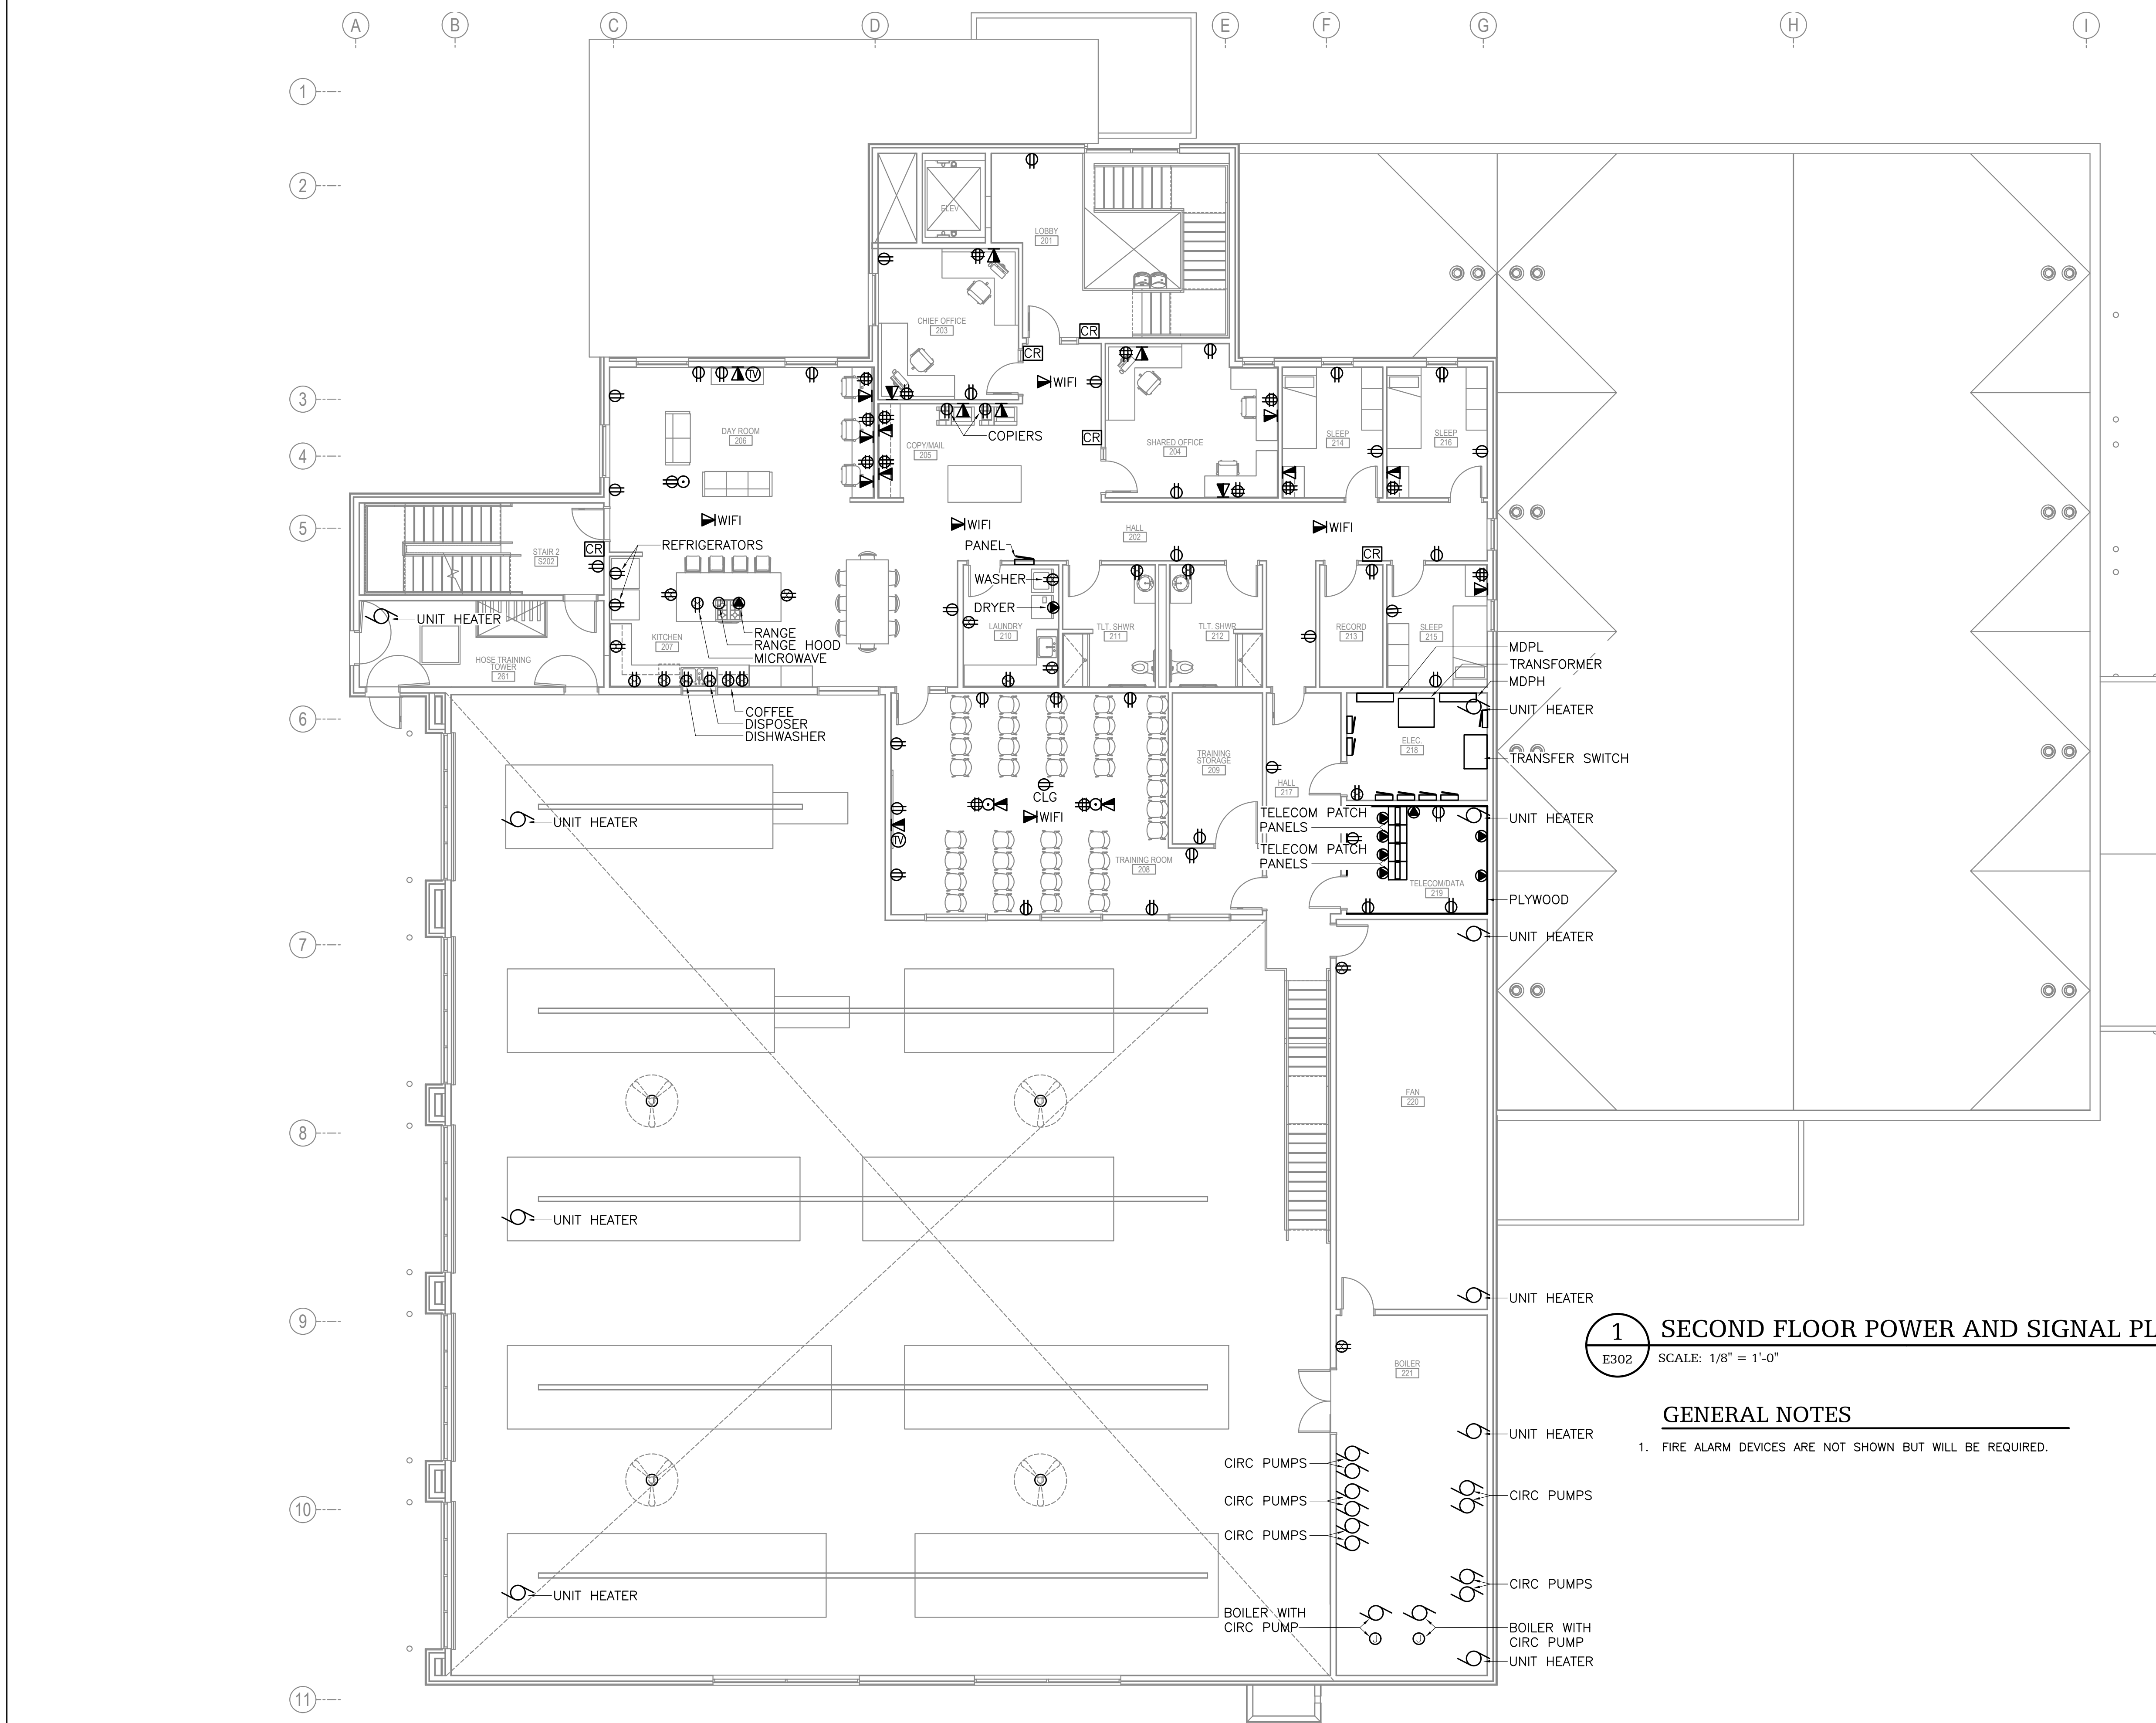 A
B
C
D
E
F
G
H
I
1
2
3
4
5
6
7
8
9
10
11
ELEV
LOBBY
201
CHIEF OFFICE
203
CR
CR
WIFI
TV
DAY ROOM
206
COPY/MAIL
205
COPIERS
CR
SHARED OFFICE
204
SLEEP
214
SLEEP
216
WIFI
WIFI
WIFI
HALL
202
STAIR 2
S202
CR
REFRIGERATORS
PANEL
CR
WASHER
DRYER
LAUNDRY
210
TLT. SHWR
211
TLT. SHWR
212
RECORD
213
SLEEP
215
UNIT HEATER
HOSE TRAINING
TOWER
261
KITCHEN
207
RANGE
RANGE HOOD
MICROWAVE
COFFEE
DISPOSER
DISHWASHER
MDPL
TRANSFORMER
MDPH
UNIT HEATER
TRANSFER SWITCH
ELEC.
218
TRAINING
STORAGE
209
HALL
217
CLG
WIFI
TV
TRAINING ROOM
208
TELECOM PATCH
PANELS
TELECOM PATCH
PANELS
TELECOM/DATA
219
UNIT HEATER
PLYWOOD
UNIT HEATER
UNIT HEATER
FAN
220
UNIT HEATER
UNIT HEATER
BOILER
221
UNIT HEATER
CIRC PUMPS
CIRC PUMPS
CIRC PUMPS
CIRC PUMPS
CIRC PUMPS
UNIT HEATER
BOILER WITH
CIRC PUMP
J
J
BOILER WITH
CIRC PUMP
UNIT HEATER
1
E302
SECOND FLOOR POWER AND SIGNAL PL
SCALE: 1/8" = 1'-0"
GENERAL NOTES
1. FIRE ALARM DEVICES ARE NOT SHOWN BUT WILL BE REQUIRED.